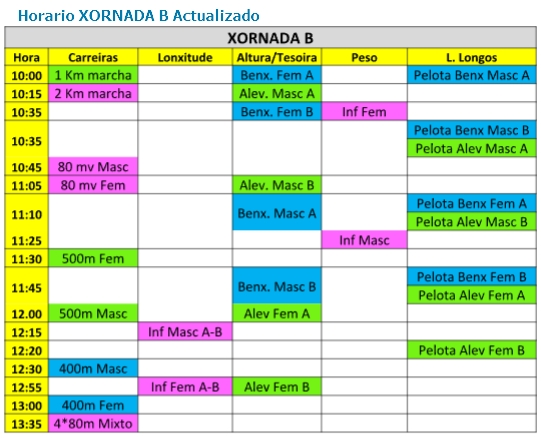 Horario XORNADA B Actualizado
XORNADA B
Hora Carreiras Lonxitude Altura/Tesoira Peso L. Longos
10:00 1 Km marcha Benx. Fem A Pelota Benx Masc A
10:15 2 Km marcha Alev. Masc A
10:35 Benx. Fem B Inf Fem
10:35 Pelota Benx Masc B
Pelota Alev Masc A
10:45 80 mv Masc
11:05 80 mv Fem Alev. Masc B
11:10 Benx. Masc A Pelota Benx Fem A
Pelota Alev Masc B
11:25 Inf Masc
11:30 500m Fem
11:45 Benx. Masc B Pelota Benx Fem B
Pelota Alev Fem A
12.00 500m Masc Alev Fem A
12:15 Inf Masc A-B
12:20 Pelota Alev Fem B
12:30 400m Masc
12:55 Inf Fem A-B Alev Fem B
13:00 400m Fem
13:35 4*80m Mixto